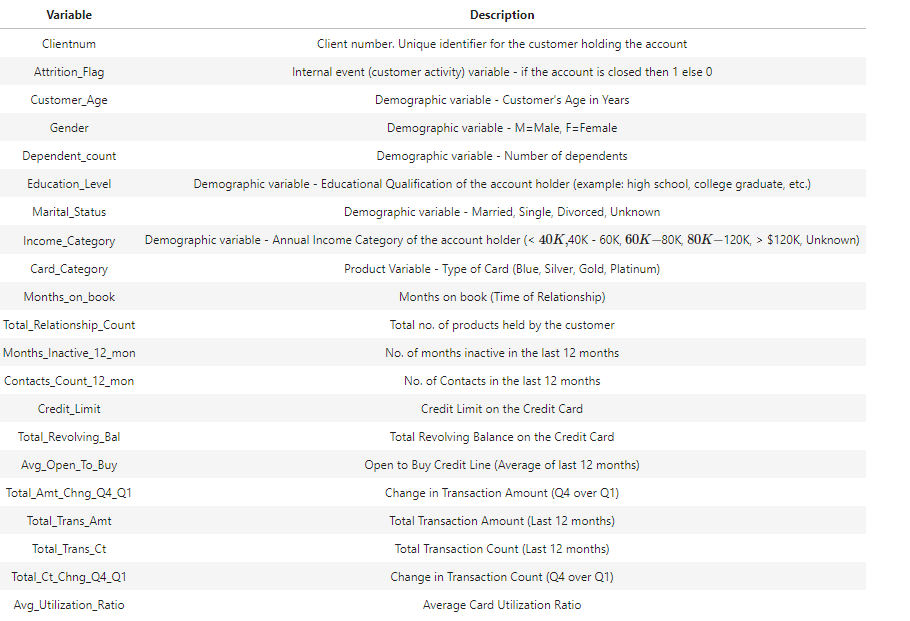 Variable Description
Clientnum Client number. Unique identifier for the customer holding the account
Attrition_Flag Internal event (customer activity) variable - if the account is closed then 1 else 0
Customer_Age Demographic variable - Customer's Age in Years
Gender Demographic variable - M=Male, F=Female
Dependent_count Demographic variable - Number of dependents
Education_Level Demographic variable - Educational Qualification of the account holder (example: high school, college graduate, etc.)
Marital_Status Demographic variable - Married, Single, Divorced, Unknown
Income_Category Demographic variable - Annual Income Category of the account holder (< 40K,40K - 60K, 60K−80K, 80K−120K, > $120K, Unknown)
Card_Category Product Variable - Type of Card (Blue, Silver, Gold, Platinum)
Months_on_book Months on book (Time of Relationship)
Total_Relationship_Count Total no. of products held by the customer
Months_Inactive_12_mon No. of months inactive in the last 12 months
Contacts_Count_12_mon No. of Contacts in the last 12 months
Credit_Limit Credit Limit on the Credit Card
Total_Revolving_Bal Total Revolving Balance on the Credit Card
Avg_Open_To_Buy Open to Buy Credit Line (Average of last 12 months)
Total_Amt_Chng_Q4_Q1 Change in Transaction Amount (Q4 over Q1)
Total_Trans_Amt Total Transaction Amount (Last 12 months)
Total_Trans_Ct Total Transaction Count (Last 12 months)
Total_Ct_Chng_Q4_Q1 Change in Transaction Count (Q4 over Q1)
Avg_Utilization_Ratio Average Card Utilization Ratio